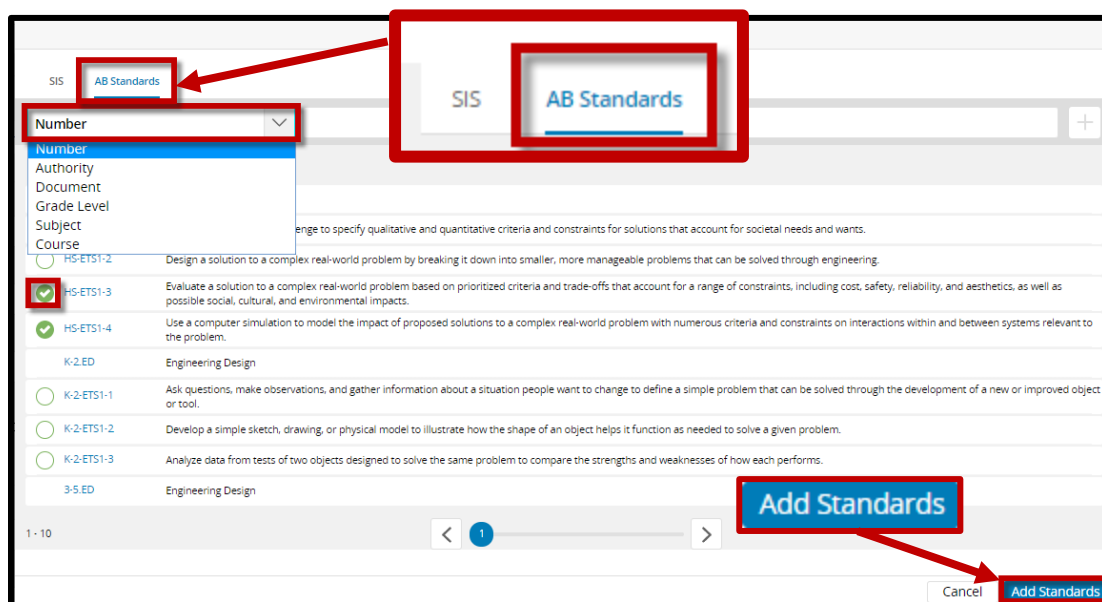 SIS AB Standards
SIS AB Standards
Number
Number
Authority
Document
Grade Level
Subject
Course
to specify qualitative and quantitative criteria and constraints for solutions that account for societal needs and wants.
HS-ETS1-2 Design a solution to a complex real-world problem by breaking it down into smaller, more manageable problems that can be solved through engineering.
HS-ETS1-3 Evaluate a solution to a complex real-world problem based on prioritized criteria and trade-offs that account for a range of constraints, including cost, safety, reliability, and aesthetics, as well as
possible social, cultural, and environmental impacts.
HS-ETS1-4 Use a computer simulation to model the impact of proposed solutions to a complex real-world problem with numerous criteria and constraints on interactions within and between systems relevant to
the problem.
K-2.ED Engineering Design
K-2-ETS1-1 Ask questions, make observations, and gather information about a situation people want to change to define a simple problem that can be solved through the development of a new or improved object
or tool.
K-2-ETS1-2 Develop a simple sketch, drawing, or physical model to illustrate how the shape of an object helps it function as needed to solve a given problem.
K-2-ETS1-3 Analyze data from tests of two objects designed to solve the same problem to compare the strengths and weaknesses of how each performs.
3-5.ED Engineering Design
Add Standards
1 - 10 1
Cancel Add Standards